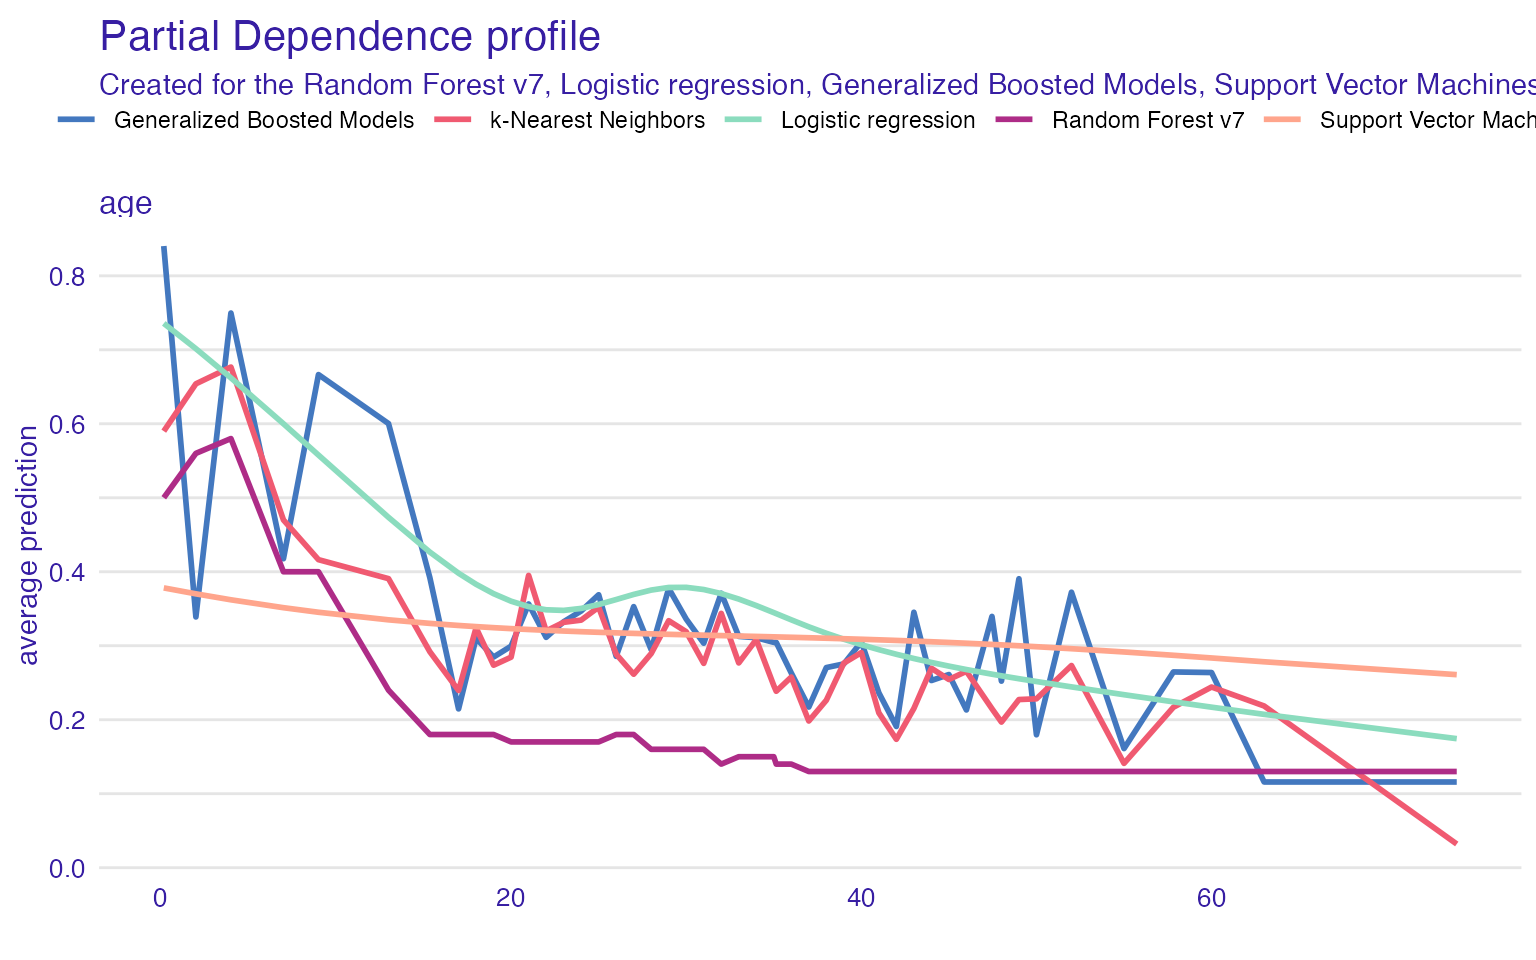 Partial Dependence profile
Created for the Random Forest v7, Logistic regression, Generalized Boosted Models, Support Vector Machines
Generalized Boosted Models k-Nearest Neighbors Logistic regression Random Forest v7 Support Vector Mach
age
0.8
0.6
0.4
0.2
0.0
average prediction
0 20 40 60